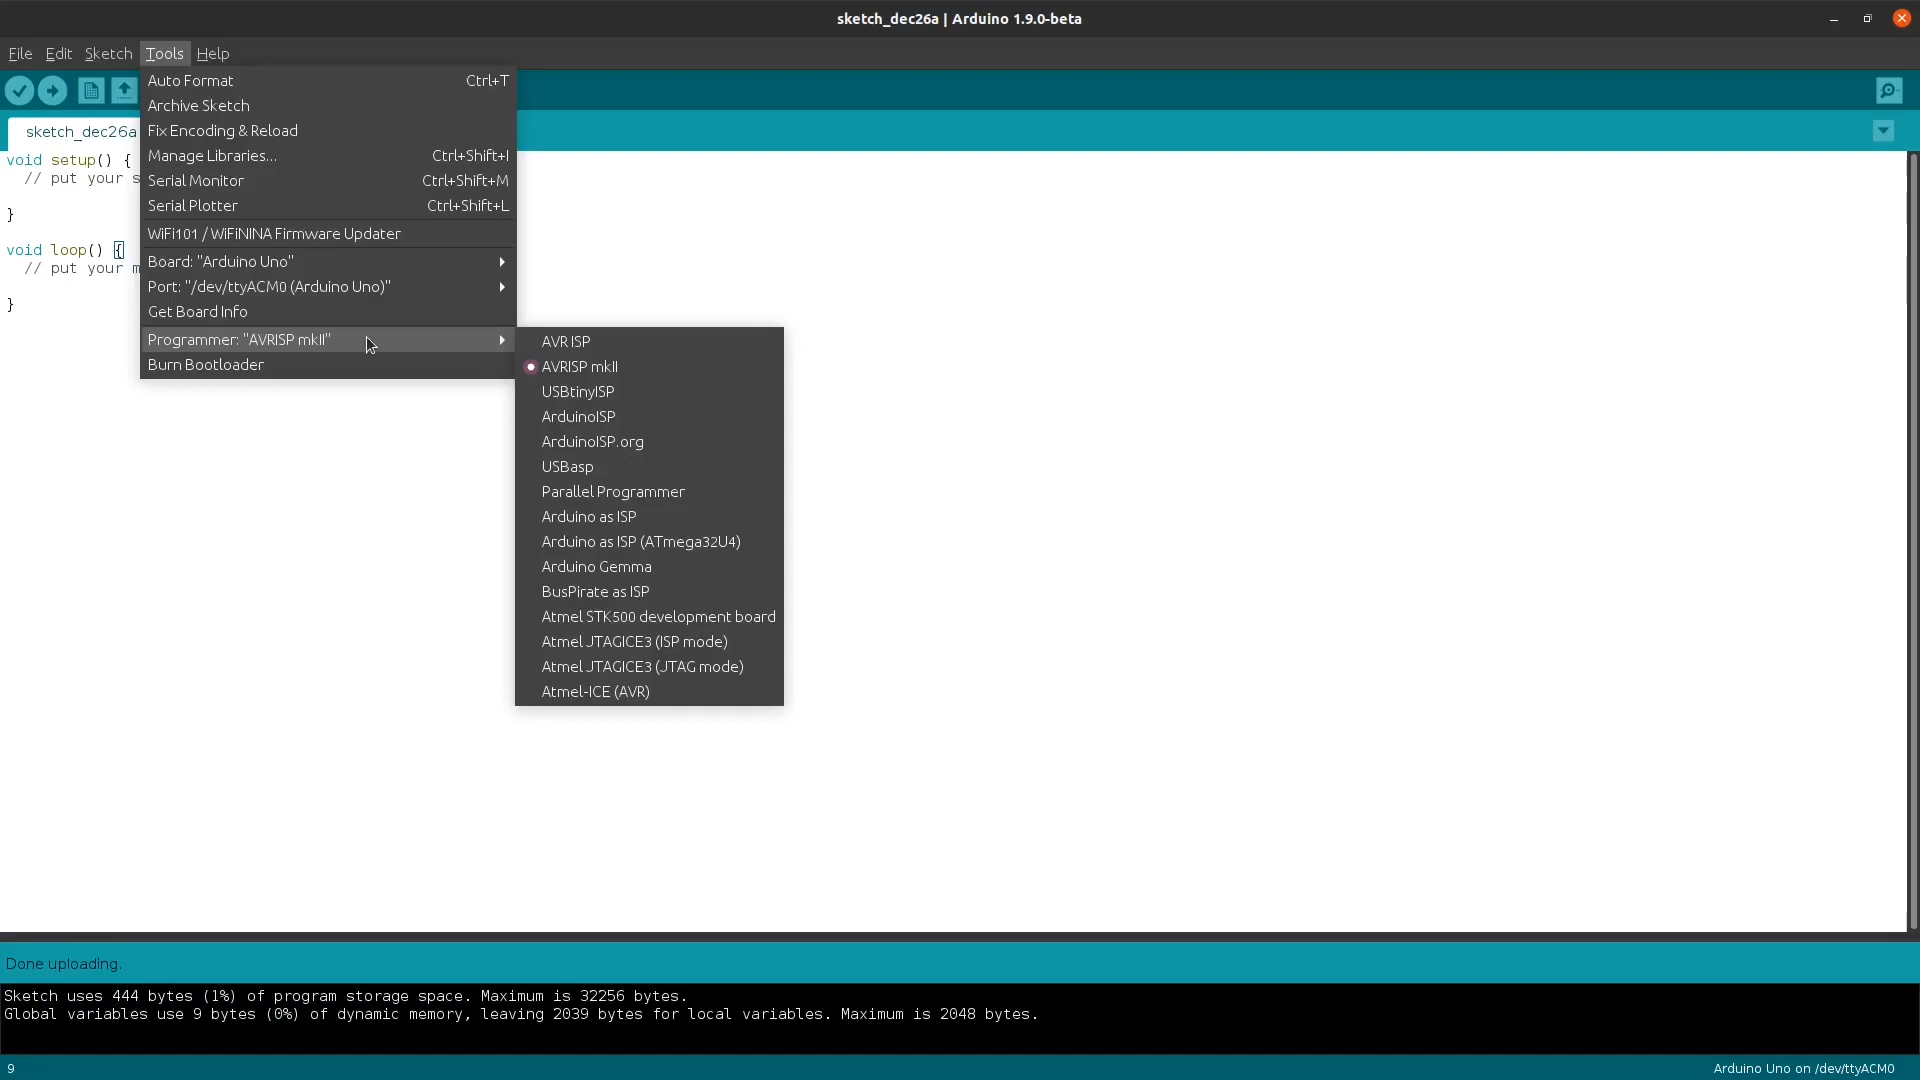 sketch_dec26a | Arduino 1.9.0-beta
File Edit Sketch Tools Help
Auto Format Ctrl+T
Archive Sketch
Fix Encoding & Reload
Manage Libraries... Ctrl+Shift+I
Serial Monitor Ctrl+Shift+M
Serial Plotter Ctrl+Shift+L
WiFi101 / WiFiNINA Firmware Updater
Board: "Arduino Uno"
Port: "/dev/ttyACM0 (Arduino Uno)"
Get Board Info
Programmer: "AVRISP mkII"
Burn Bootloader
AVR ISP
AVRISP mkII
USBtinyISP
ArduinoISP
ArduinoISP.org
USBasp
Parallel Programmer
Arduino as ISP
Arduino as ISP (ATmega32U4)
Arduino Gemma
BusPirate as ISP
Atmel STK500 development board
Atmel JTAGICE3 (ISP mode)
Atmel JTAGICE3 (JTAG mode)
Atmel-ICE (AVR)
sketch_dec26a
void setup() {
// put your s
}
void loop() {
// put your m
}
Done uploading.
Sketch uses 444 bytes (1%) of program storage space. Maximum is 32256 bytes.
Global variables use 9 bytes (0%) of dynamic memory, leaving 2039 bytes for local variables. Maximum is 2048 bytes.
9 Arduino Uno on /dev/ttyACM0